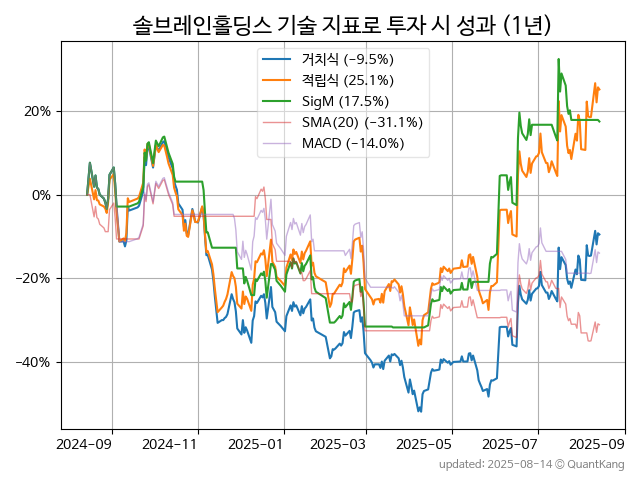 솔브레인홀딩스 기술 지표로 투자 시 성과 (1년)
거치식 (−9.5%)
적립식 (25.1%)
SigM (17.5%)
SMA(20) (−31.1%)
MACD (−14.0%)
20%
0%
−20%
−40%
2024−09 2024−11 2025−01 2025−03 2025−05 2025−07 2025−09
updated: 2025-08-14 © QuantKang